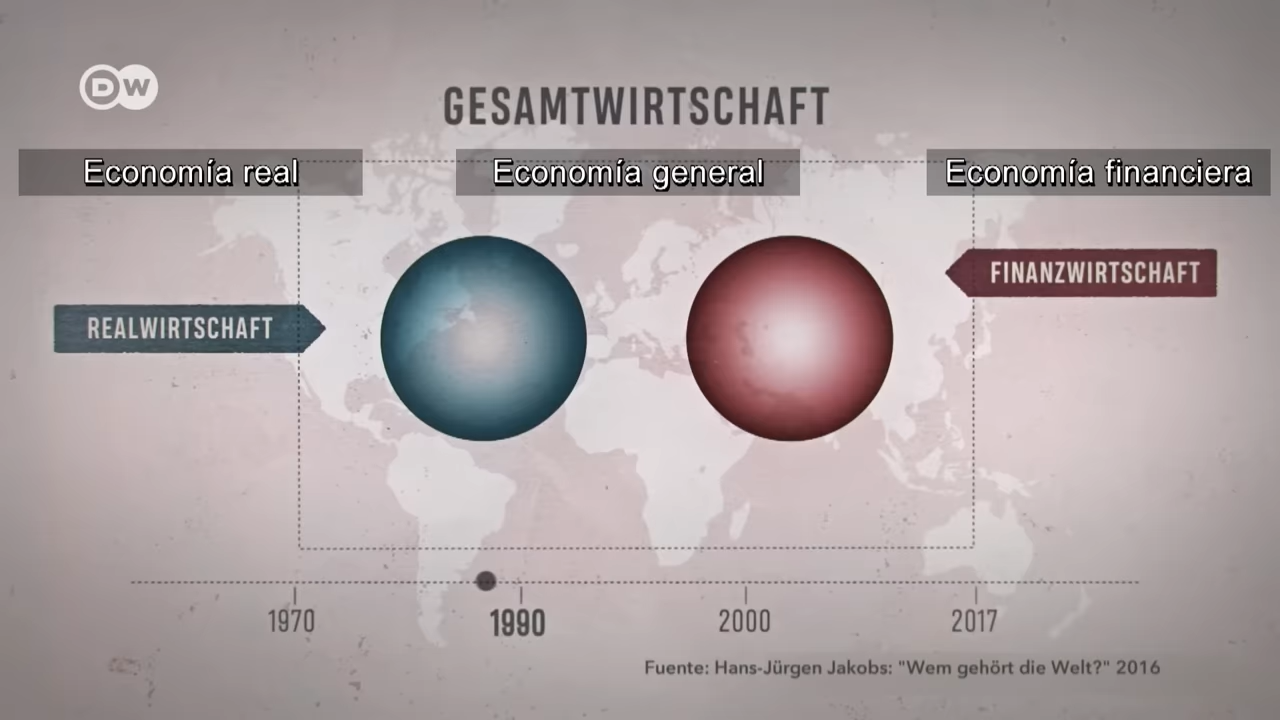 DW
GESAMTWIRTSCHAFT
Economía real
Economía general
Economía financiera
FINANZWIRTSCHAFT
REALWIRTSCHAFT
1970
1990
2000
2017
Fuente: Hans-Jürgen Jakobs: "Wem gehört die Welt?" 2016